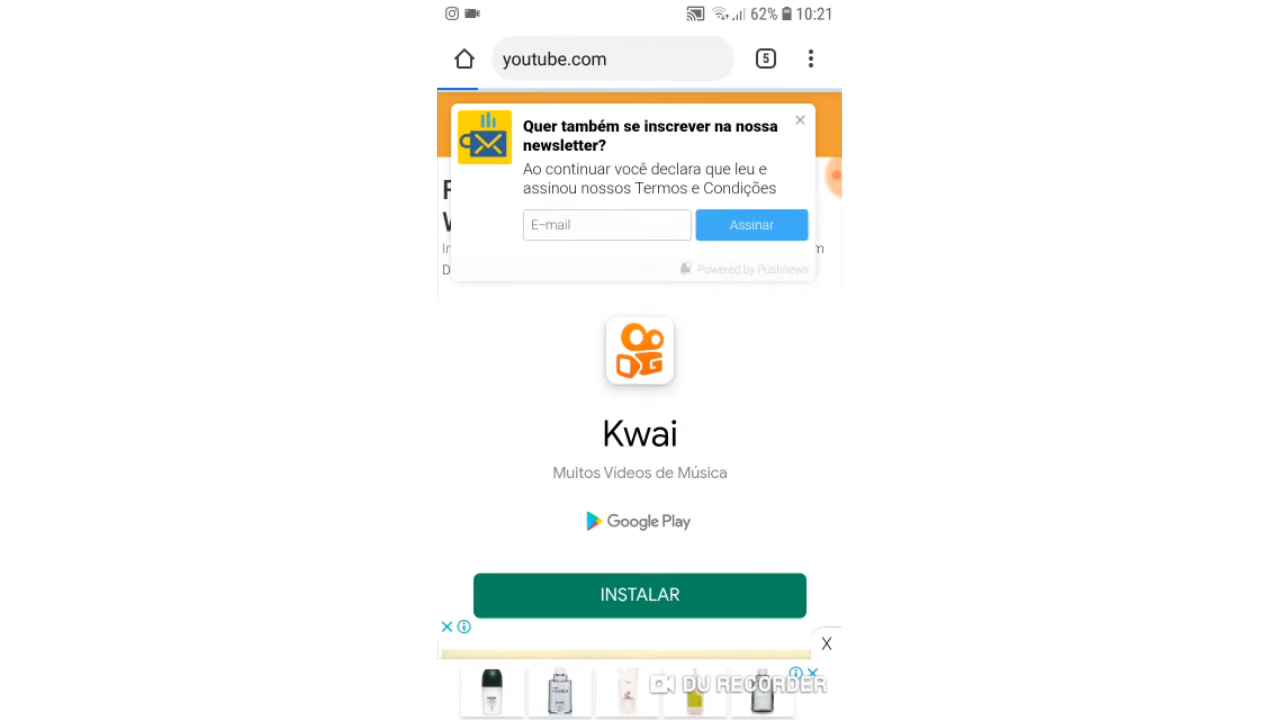 62% 10:21
youtube.com
5
Quer também se inscrever na nossa
newsletter?
Ao continuar você declara que leu e
assinou nossos Termos e Condições
E-mail
Assinar
Powered by Pushnews
Kwai
Muitos Vídeos de Música
Google Play
INSTALAR
X
DU RECORDER